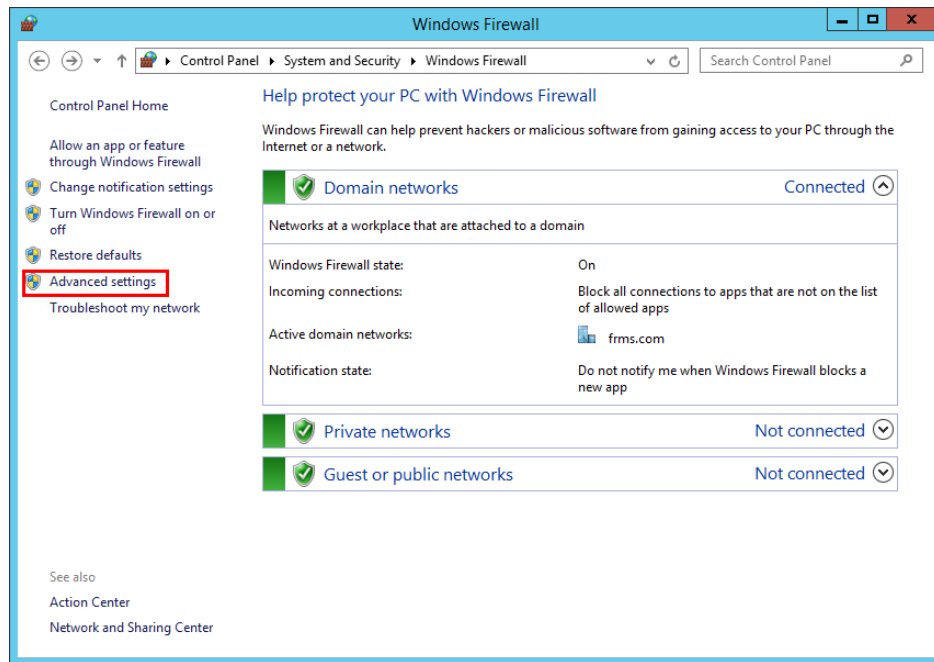 Windows Firewall
Control Panel System and Security Windows Firewall
Search Control Panel
Control Panel Home
Allow an app or feature
through Windows Firewall
Change notification settings
Turn Windows Firewall on or
off
Restore defaults
Advanced settings
Troubleshoot my network
See also
Action Center
Network and Sharing Center
Help protect your PC with Windows Firewall
Windows Firewall can help prevent hackers or malicious software from gaining access to your PC through the
Internet or a network.
Domain networks Connected
Networks at a workplace that are attached to a domain
Windows Firewall state: On
Incoming connections: Block all connections to apps that are not on the list
of allowed apps
Active domain networks: frms.com
Notification state: Do not notify me when Windows Firewall blocks a
new app
Private networks Not connected
Guest or public networks Not connected